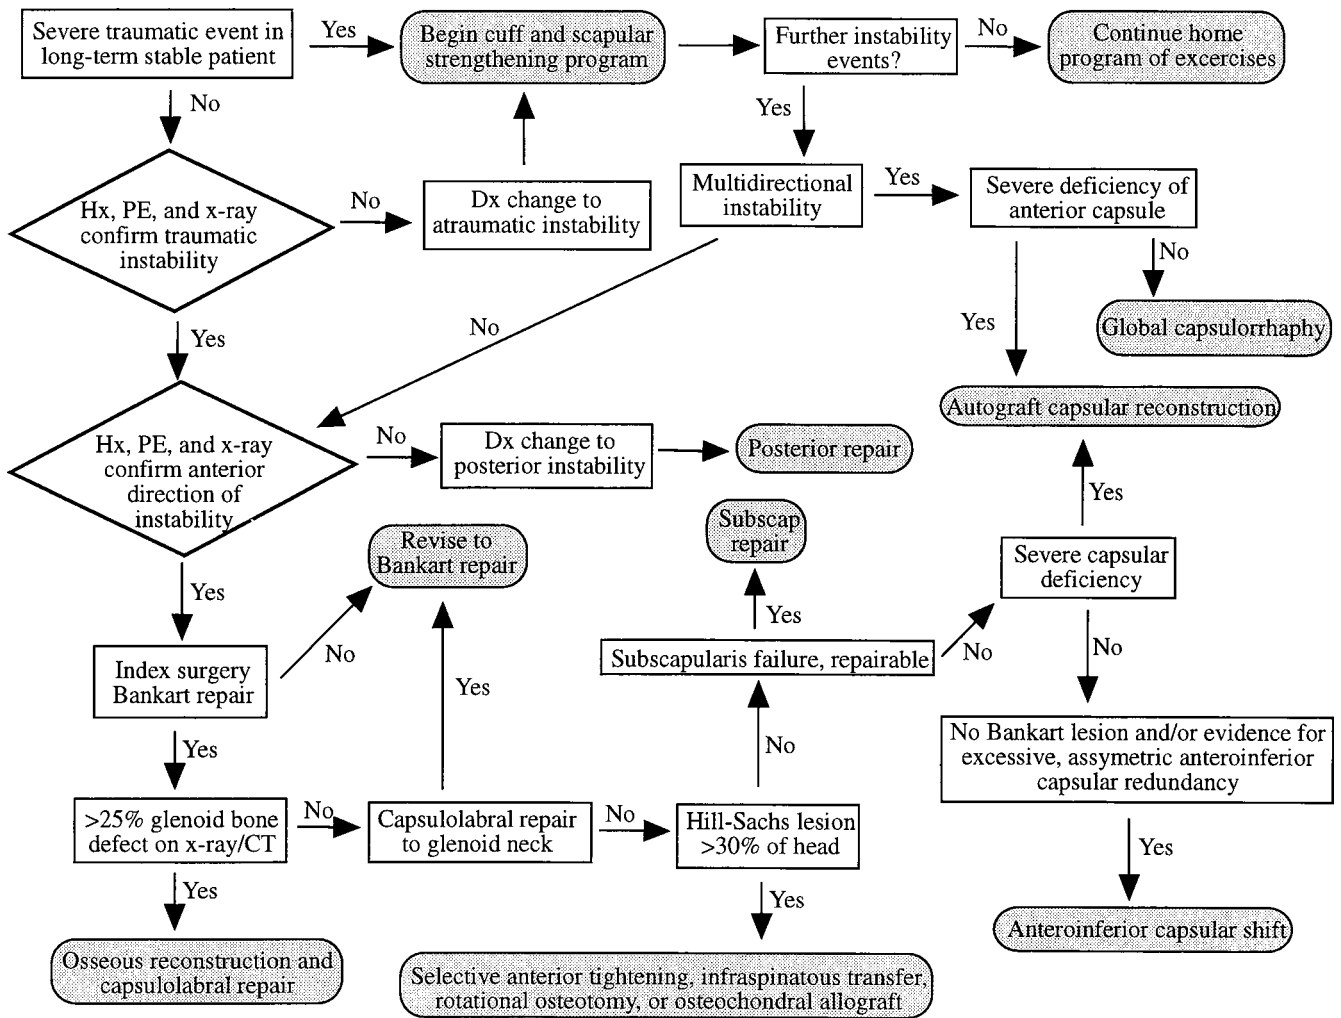 Severe traumatic event in
long-term stable patient
Yes
Begin cuff and scapular
strengthening program
Further instability
events?
No
Continue home
program of excercises
No
Yes
Hx, PE, and x-ray
confirm traumatic
instability
No
Dx change to
atraumatic instability
Multidirectional
instability
Yes
Severe deficiency of
anterior capsule
No
Yes
Global capsulorrhaphy
Yes
No
Autograft capsular reconstruction
Hx, PE, and x-ray
confirm anterior
direction of
instability
No
Dx change to
posterior instability
Posterior repair
Yes
Subscap
repair
Revise to
Bankart repair
Severe capsular
deficiency
Yes
No
Yes
Subscapularis failure, repairable
No
No
Index surgery
Bankart repair
Yes
No
Yes
No Bankart lesion and/or evidence for
excessive, assymetric anteroinferior
capsular redundancy
>25% glenoid bone
defect on x-ray/CT
No
Capsulolabral repair
to glenoid neck
No
Hill-Sachs lesion
>30% of head
Yes
Yes
Yes
Anteroinferior capsular shift
Osseous reconstruction and
capsulolabral repair
Selective anterior tightening, infraspinatous transfer,
rotational osteotomy, or osteochondral allograft